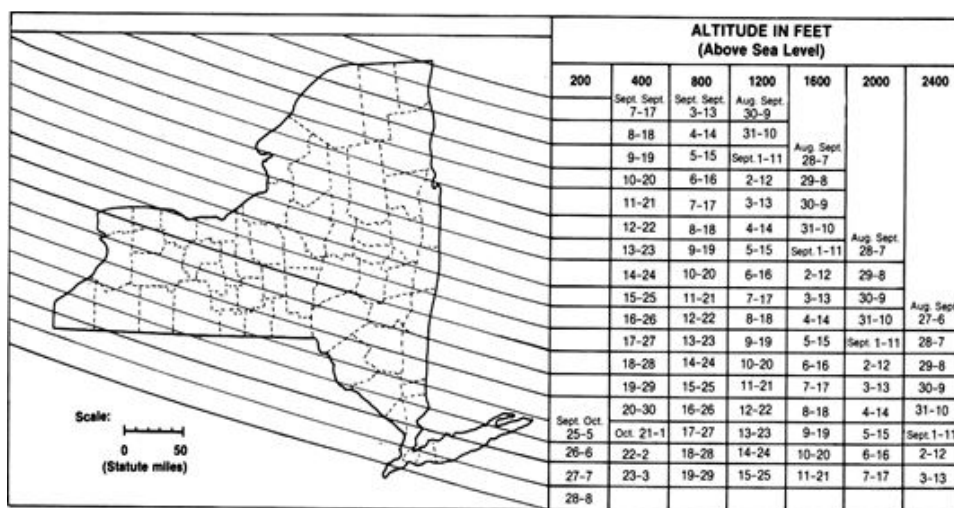 ALTITUDE IN FEET
(Above Sea Level)
200 400 800 1200 1600 2000 2400
Sept. Sept. Sept. Sept. Aug. Sept.
7-17 3-13 30-9
8-18 4-14 31-10
Aug. Sept.
9-19 5-15 Sept. 1-11 28-7
10-20 6-16 2-12 29-8
11-21 7-17 3-13 30-9
12-22 8-18 4-14 31-10
Aug. Sept.
13-23 9-19 5-15 Sept. 1-11 28-7
14-24 10-20 6-16 2-12 29-8
15-25 11-21 7-17 3-13 30-9
Aug. Sept.
16-26 12-22 8-18 4-14 31-10 27-6
17-27 13-23 9-19 5-15 Sept. 1-11 28-7
18-28 14-24 10-20 6-16 2-12 29-8
19-29 15-25 11-21 7-17 3-13 30-9
20-30 16-26 12-22 8-18 4-14 31-10
Sept. Oct.
25-5 Oct. 21-1 17-27 13-23 9-19 5-15 Sept. 1-11
26-6 22-2 18-28 14-24 10-20 6-16 2-12
27-7 23-3 19-29 15-25 11-21 7-17 3-13
28-8
Scale:
0 50
(Statute miles)